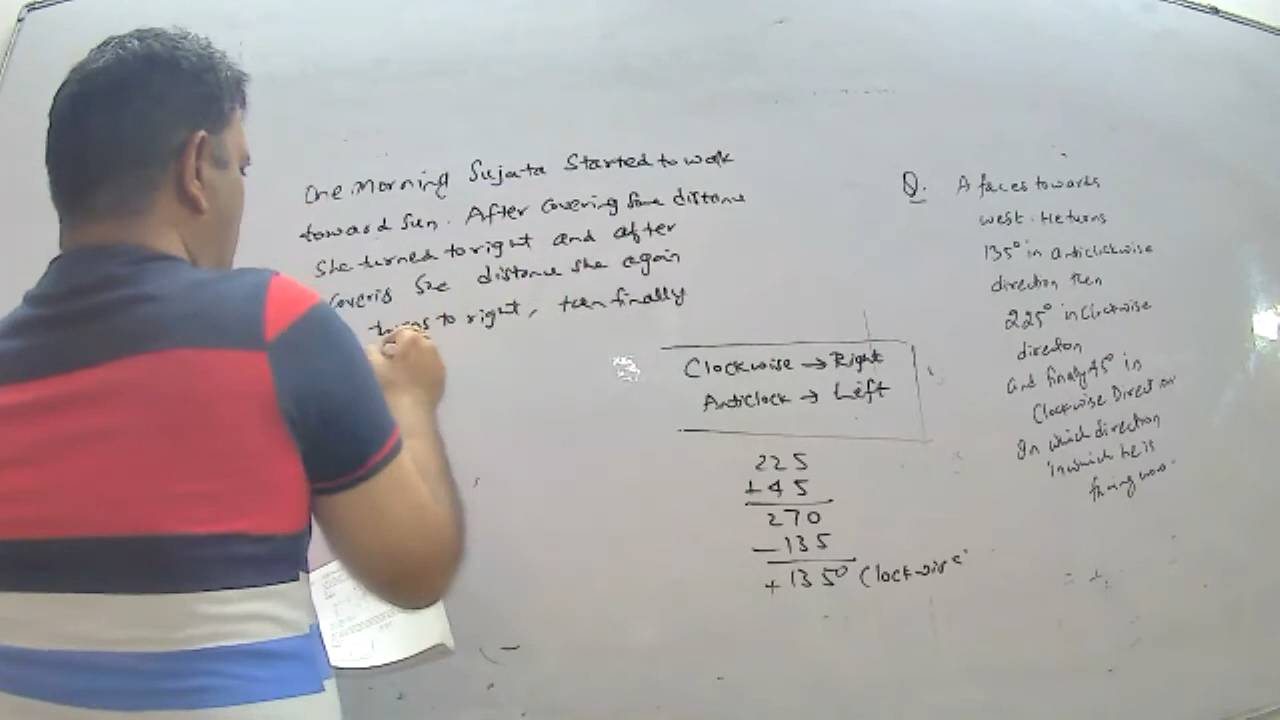 One Morning Sujata Started to walk
toward Sun. After Covering Some distanu
She turned to right and after
Coveris Sme distanu she again
turns to right, then finally
Clockwise → Right
Anticlock → Left
225
+ 45
270
- 135
+ 135° Clockwise
Q. A faces towards
west. He turns
135° in anticlockwise
direction then
225° in Clockwise
direction
and finally 45° in
Clockwise Direction
In which direction
in which he is
facing now.